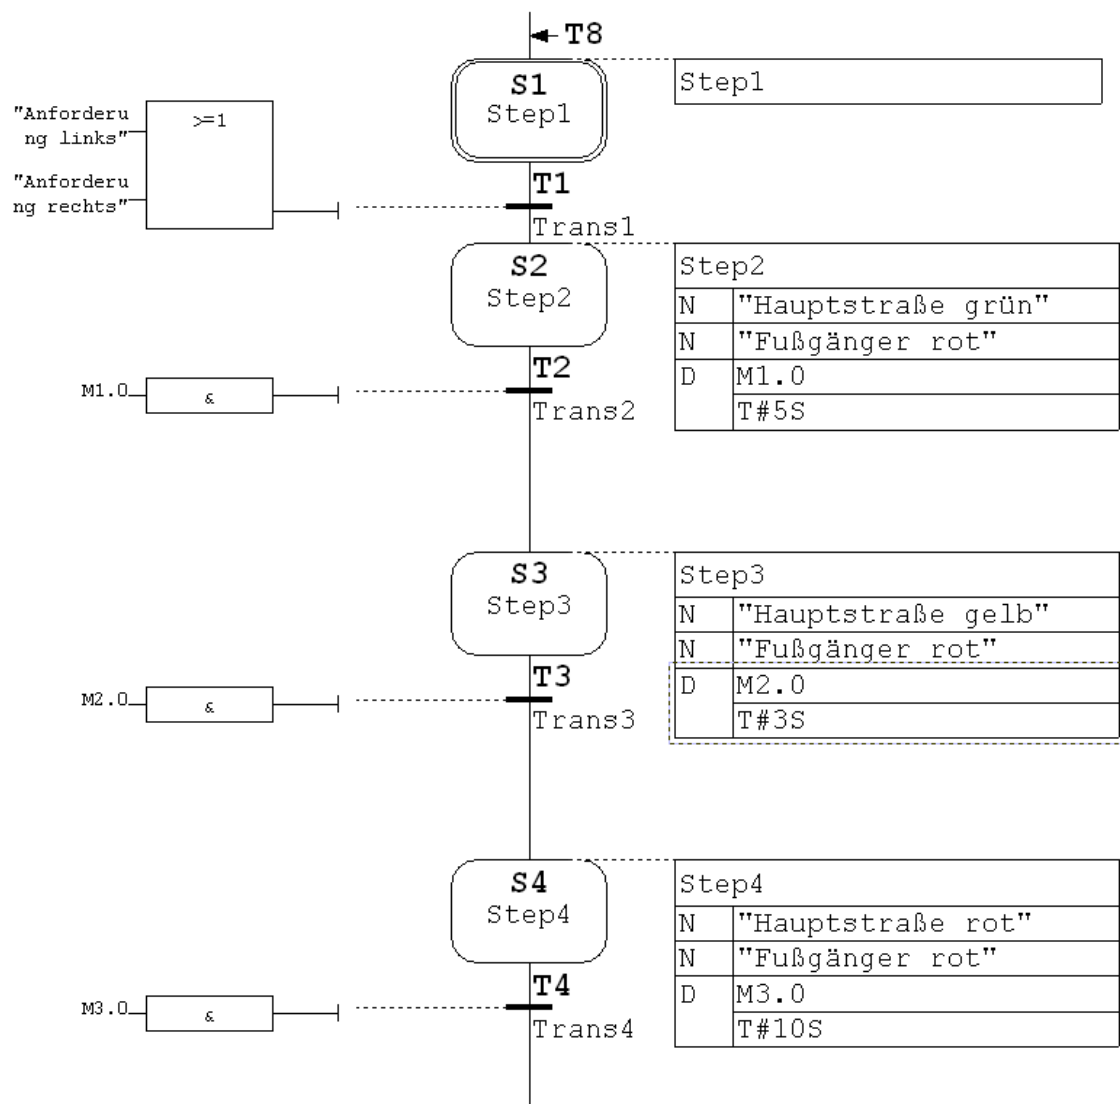 T8
S1
Step1
Step1
"Anforderu
ng links"
>=1
"Anforderu
ng rechts"
T1
Trans1
S2
Step2
Step2
N "Hauptstraße grün"
N "Fußgänger rot"
D M1.0
T#5S
T2
Trans2
M1.0
&
S3
Step3
Step3
N "Hauptstraße gelb"
N "Fußgänger rot"
D M2.0
T#3S
T3
Trans3
M2.0
&
S4
Step4
Step4
N "Hauptstraße rot"
N "Fußgänger rot"
D M3.0
T#10S
T4
Trans4
M3.0
&